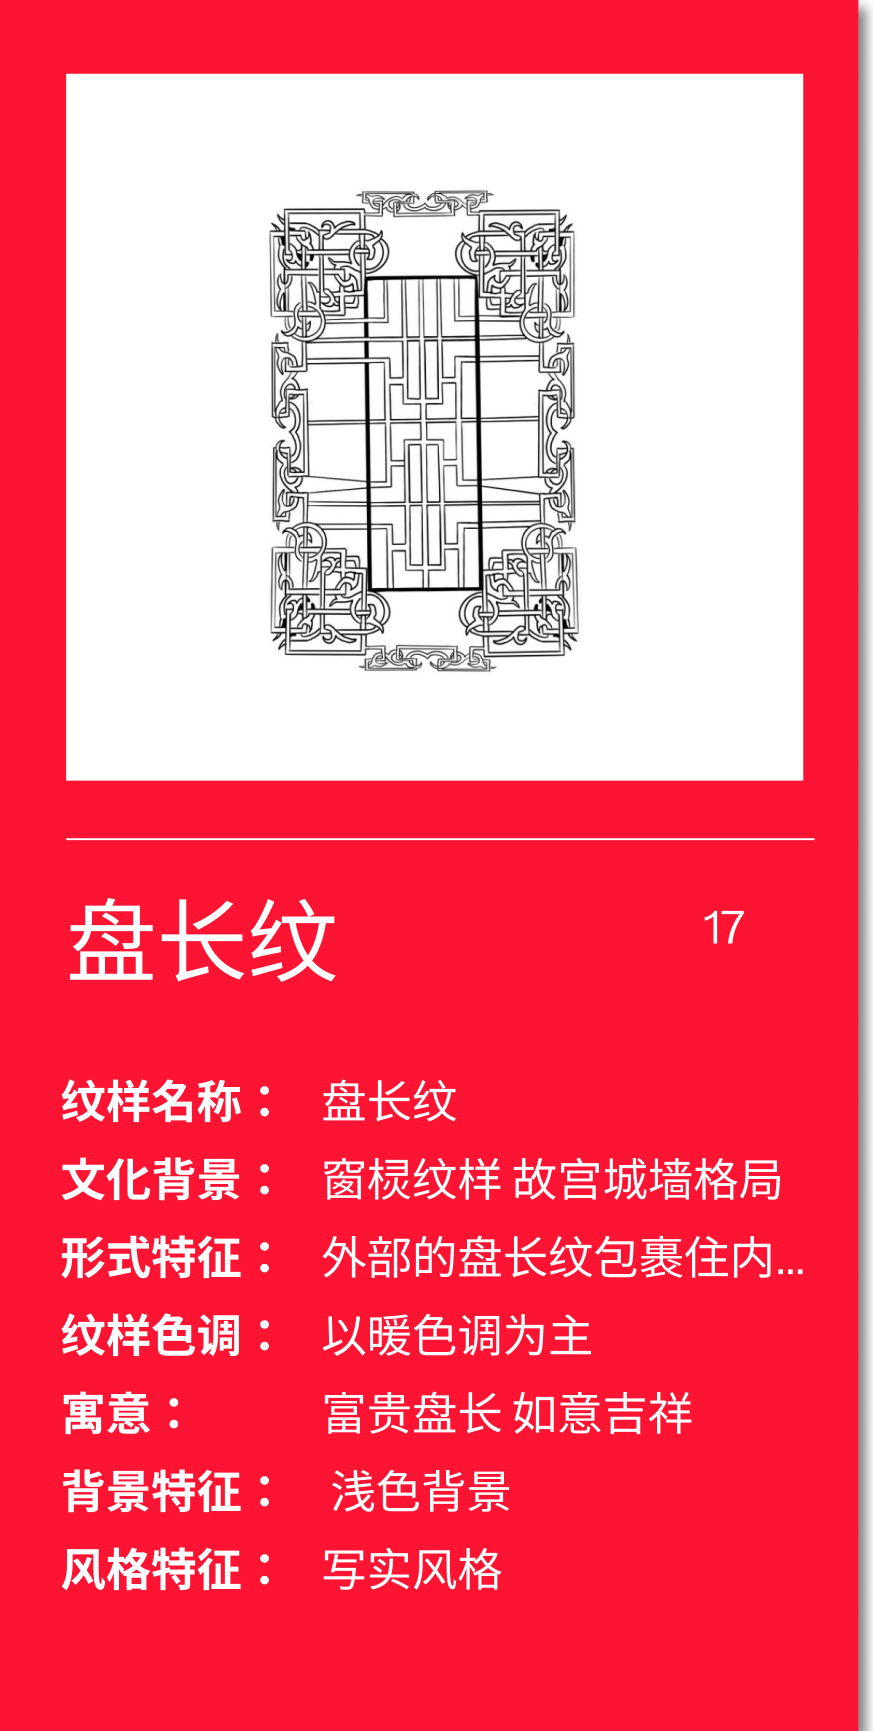 盘长纹
17
纹样名称： 盘长纹
文化背景： 窗棂纹样 故宫城墙格局
形式特征： 外部的盘长纹包裹住内...
纹样色调： 以暖色调为主
寓意： 富贵盘长 如意吉祥
背景特征： 浅色背景
风格特征： 写实风格